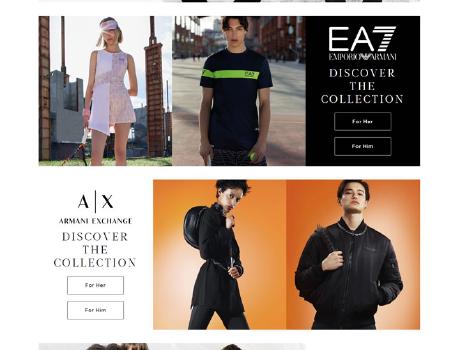 EA7
EA7
EMPORIO ARMANI
DISCOVER
THE
COLLECTION
For Her
For Him
A|X
ARMANI EXCHANGE
DISCOVER
THE
COLLECTION
For Her
For Him